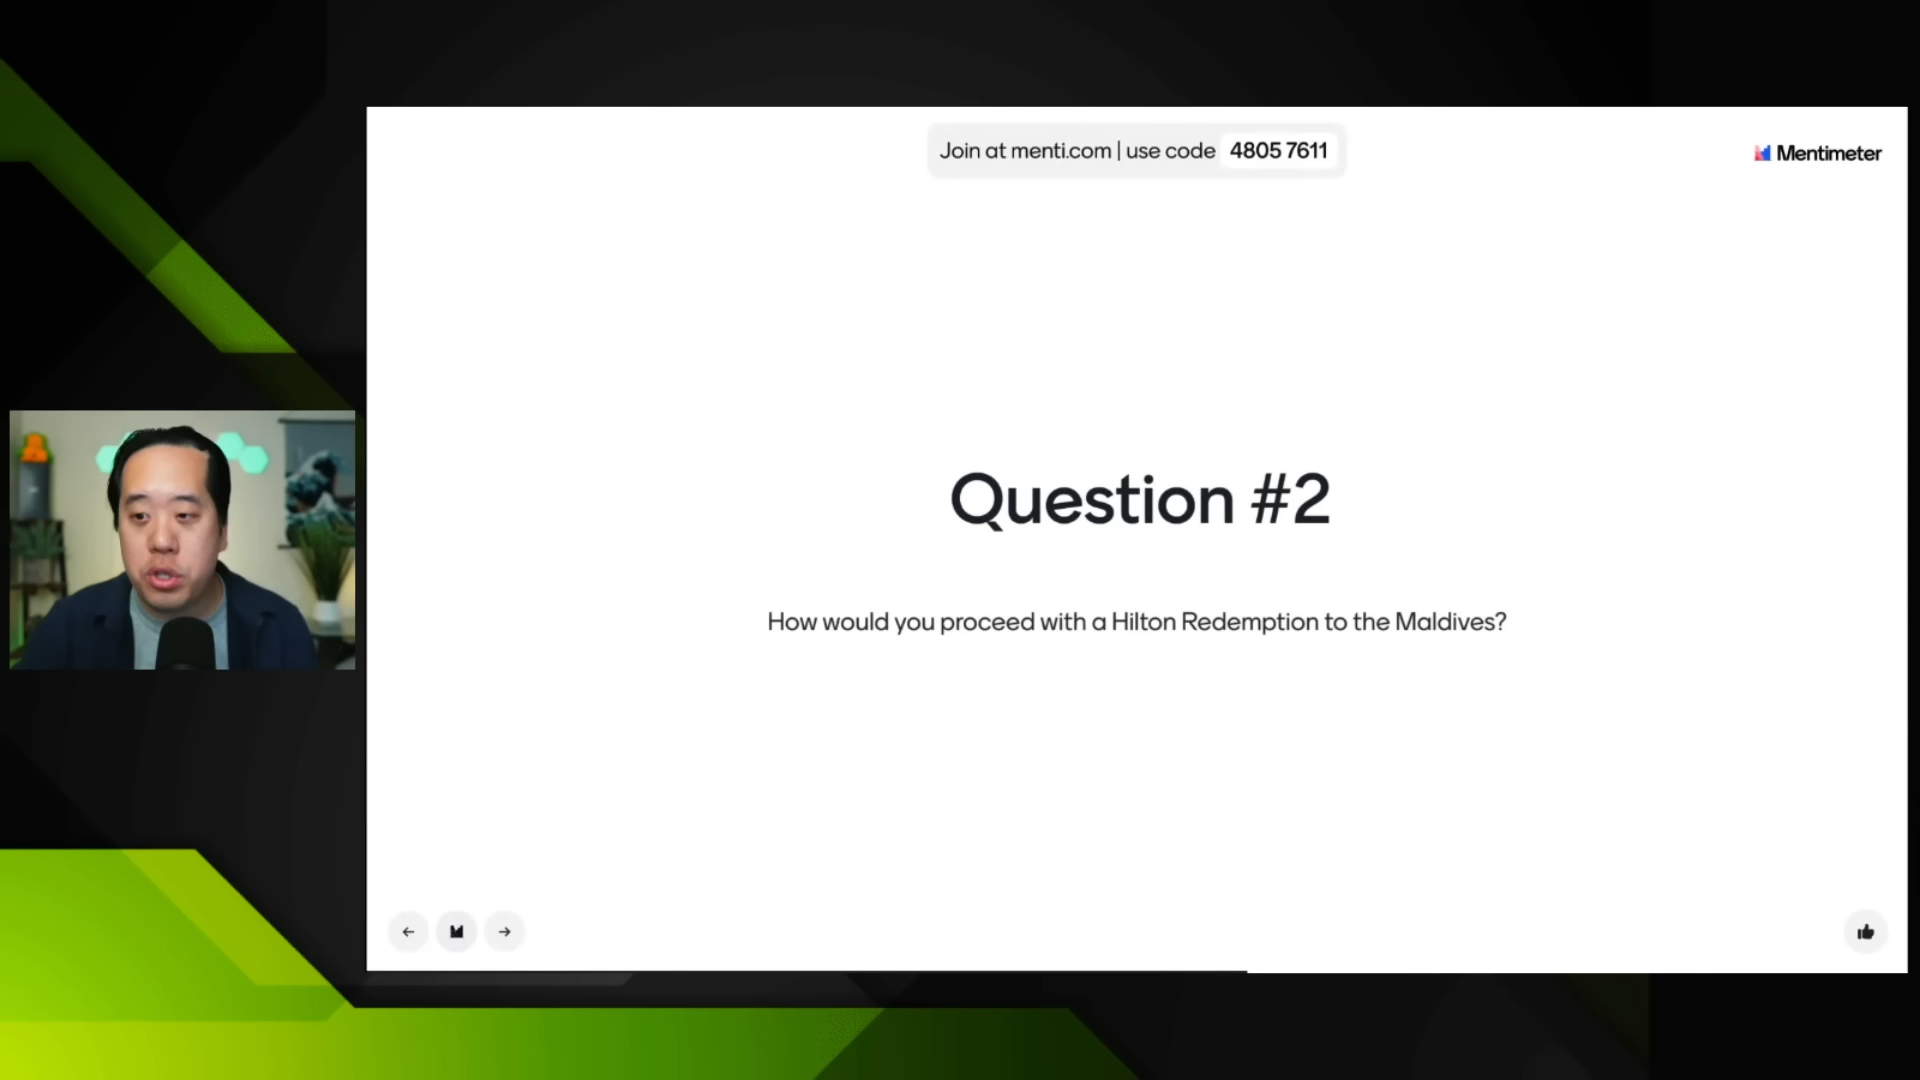 Join at menti.com | use code 4805 7611
Mentimeter
Question #2
How would you proceed with a Hilton Redemption to the Maldives?